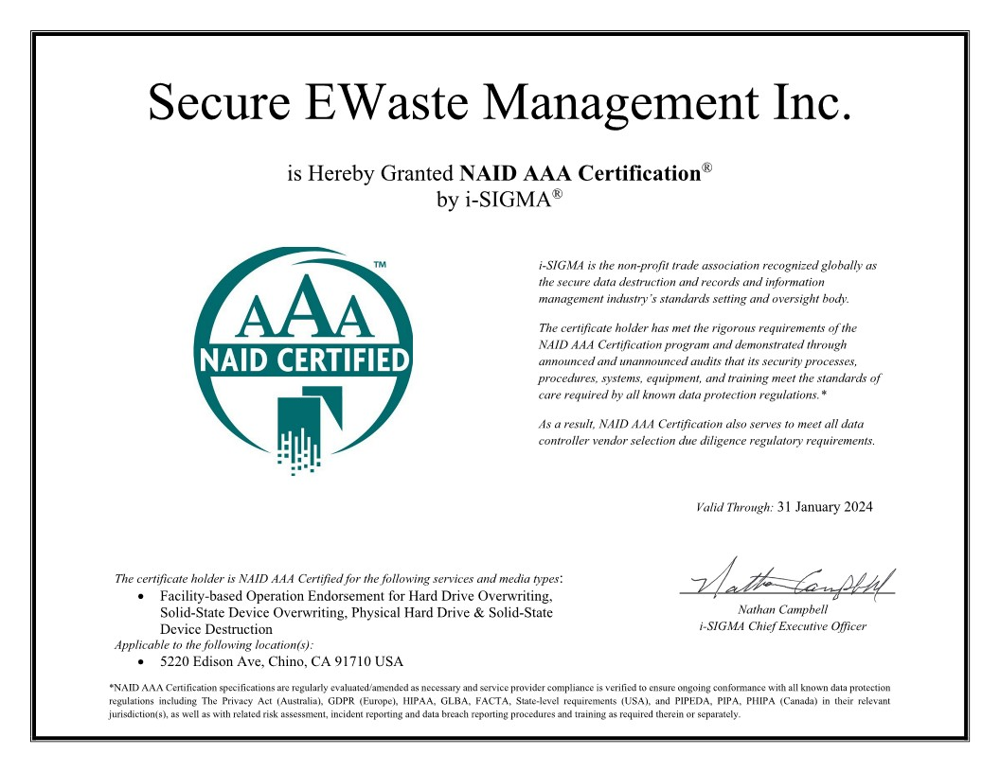 Secure EWaste Management Inc.
is Hereby Granted NAID AAA Certification®
by i-SIGMA®
AAA
™
NAID CERTIFIED
i-SIGMA is the non-profit trade association recognized globally as
the secure data destruction and records and information
management industry's standards setting and oversight body.
The certificate holder has met the rigorous requirements of the
NAID AAA Certification program and demonstrated through
announced and unannounced audits that its security processes,
procedures, systems, equipment, and training meet the standards of
care required by all known data protection regulations.*
As a result, NAID AAA Certification also serves to meet all data
controller vendor selection due diligence regulatory requirements.
Valid Through: 31 January 2024
The certificate holder is NAID AAA Certified for the following services and media types:
• Facility-based Operation Endorsement for Hard Drive Overwriting,
Solid-State Device Overwriting, Physical Hard Drive & Solid-State
Device Destruction
Applicable to the following location(s):
• 5220 Edison Ave, Chino, CA 91710 USA
Nathan Campbell
Nathan Campbell
i-SIGMA Chief Executive Officer
*NAID AAA Certification specifications are regularly evaluated/amended as necessary and service provider compliance is verified to ensure ongoing conformance with all known data protection
regulations including The Privacy Act (Australia), GDPR (Europe), HIPAA, GLBA, FACTA, State-level requirements (USA), and PIPEDA, PIPA, PHIPA (Canada) in their relevant
jurisdiction(s), as well as with related risk assessment, incident reporting and data breach reporting procedures and training as required therein or separately.